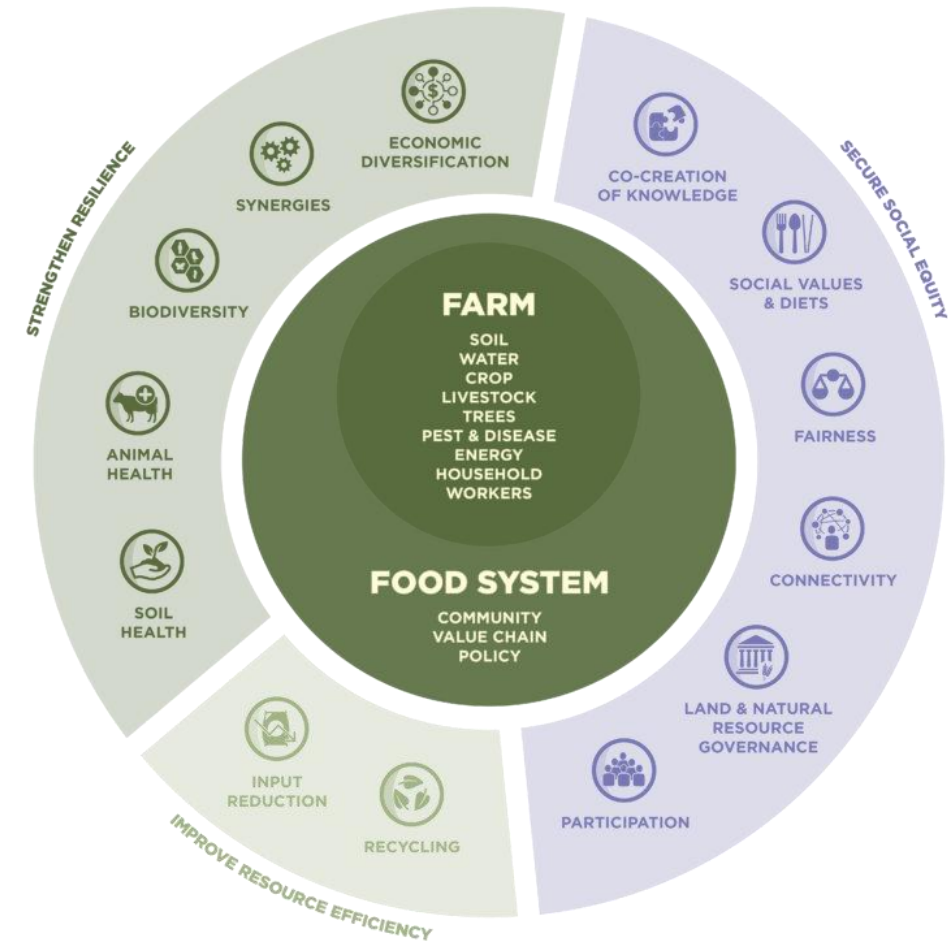 STRENGTHEN RESILIENCE
ECONOMIC
DIVERSIFICATION
SYNERGIES
BIODIVERSITY
ANIMAL
HEALTH
SOIL
HEALTH
SECURE SOCIAL EQUITY
CO-CREATION
OF KNOWLEDGE
SOCIAL VALUES
& DIETS
FAIRNESS
CONNECTIVITY
LAND & NATURAL
RESOURCE
GOVERNANCE
PARTICIPATION
FARM
SOIL
WATER
CROP
LIVESTOCK
TREES
PEST & DISEASE
ENERGY
HOUSEHOLD
WORKERS
FOOD SYSTEM
COMMUNITY
VALUE CHAIN
POLICY
INPUT
REDUCTION
RECYCLING
IMPROVE RESOURCE EFFICIENCY